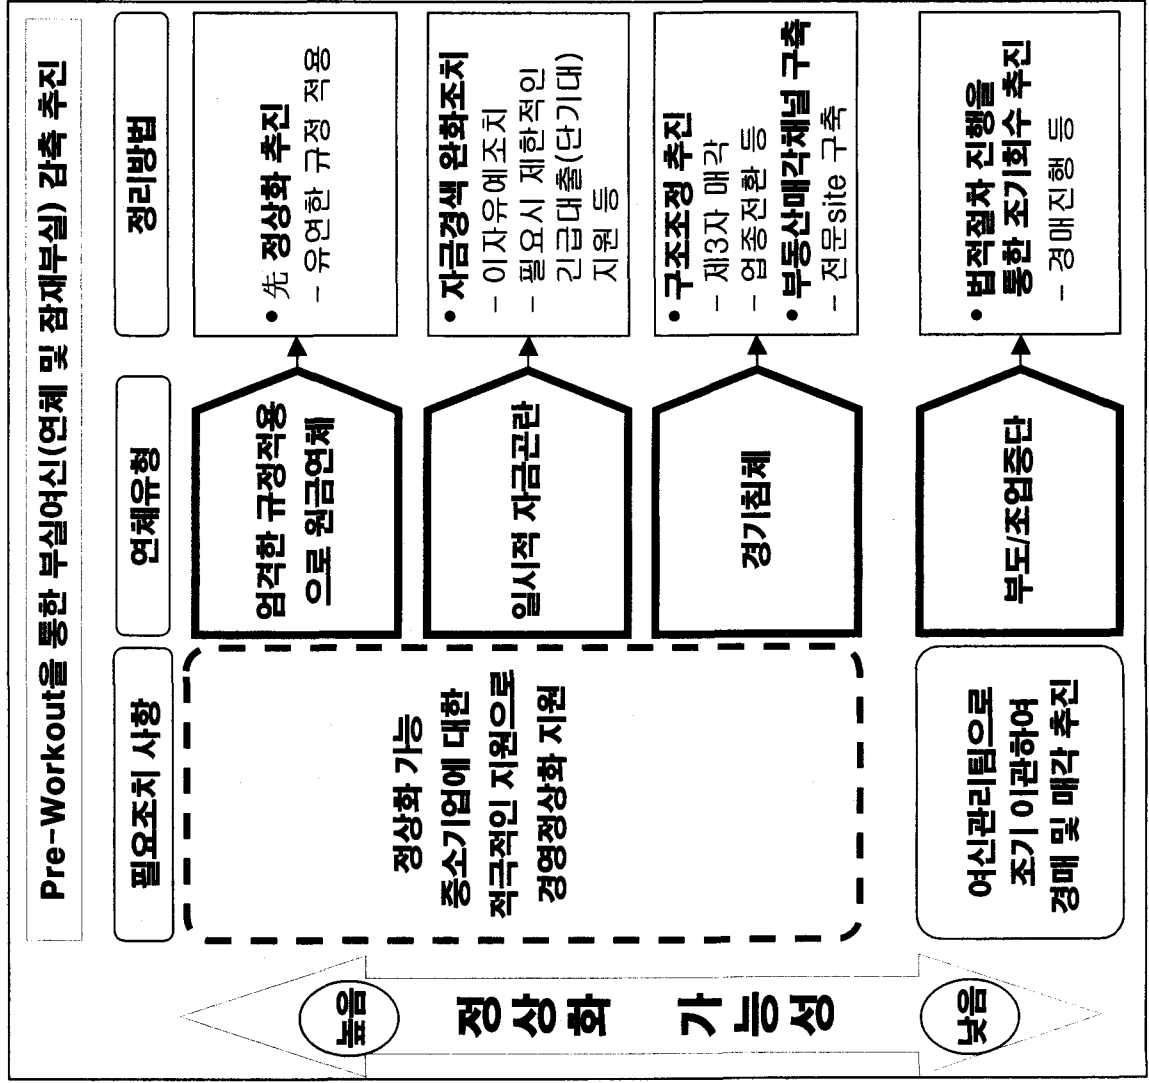 Pre-Workout을 통한 부실여신(연체 및 잠재부실) 감축 추진
필요조치 사항
연체유형
정리방법
높음
정상화 가능성
낮음
정상화 가능
중소기업에 대한
적극적인 지원으로
경영정상화 지원
엄격한 규정적용
으로 원금연체
• 先 정상화 추진
- 유연한 규정 적용
일시적 자금곤란
• 자금경색 완화조치
- 이자유예조치
- 필요시 제한적인
긴급대출(단기대)
지원 등
경기침체
• 구조조정 추진
- 제3자 매각
- 업종전환 등
• 부동산매각채널 구축
- 전문site 구축
여신관리팀으로
조기 이관하여
경매 및 매각 추진
부도/조업중단
• 법적절차 진행을
통한 조기회수 추진
- 경매진행 등